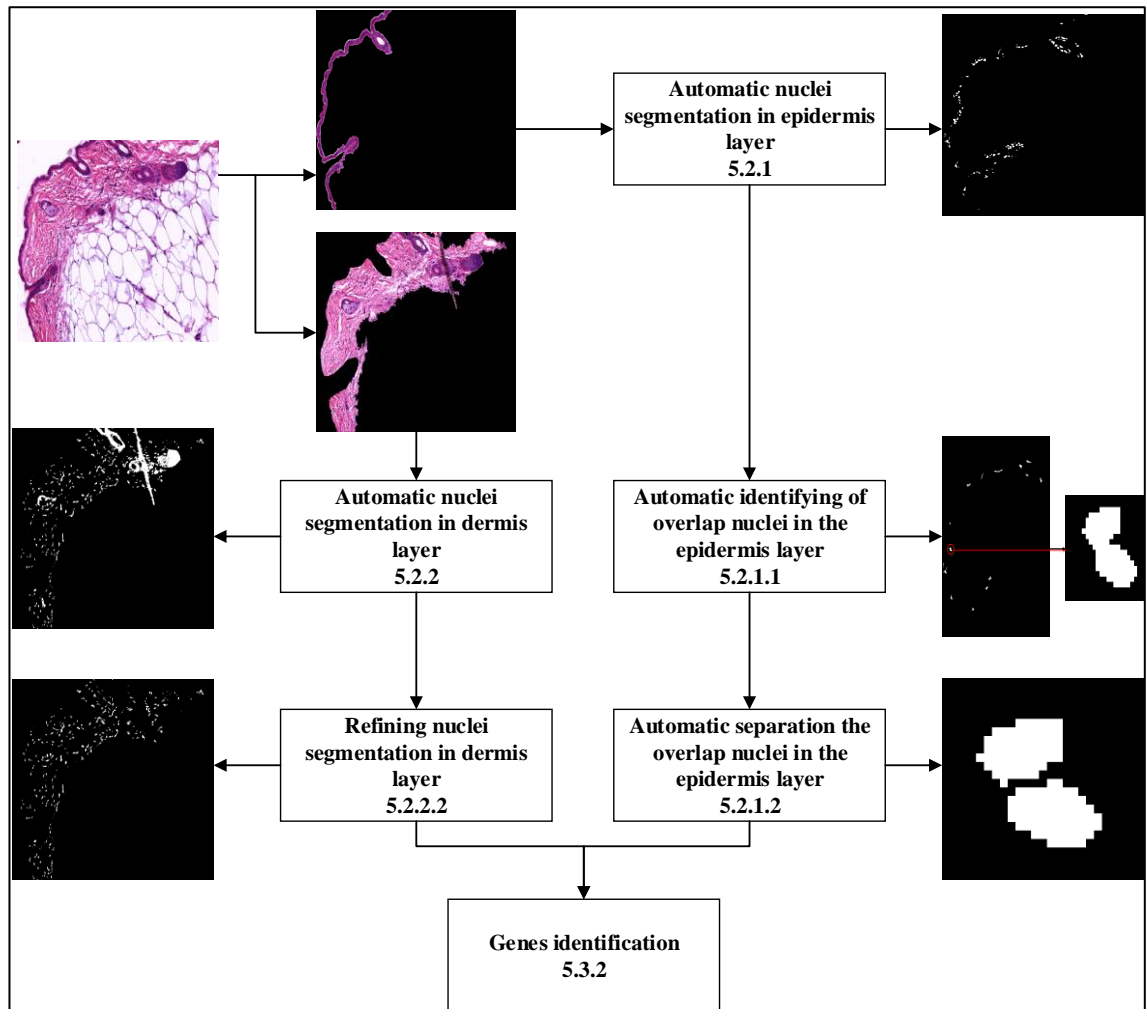 Automatic nuclei
segmentation in epidermis
layer
5.2.1
Automatic nuclei
segmentation in dermis
layer
5.2.2
Automatic identifying of
overlap nuclei in the
epidermis layer
5.2.1.1
Refining nuclei
segmentation in dermis
layer
5.2.2.2
Automatic separation the
overlap nuclei in the
epidermis layer
5.2.1.2
Genes identification
5.3.2